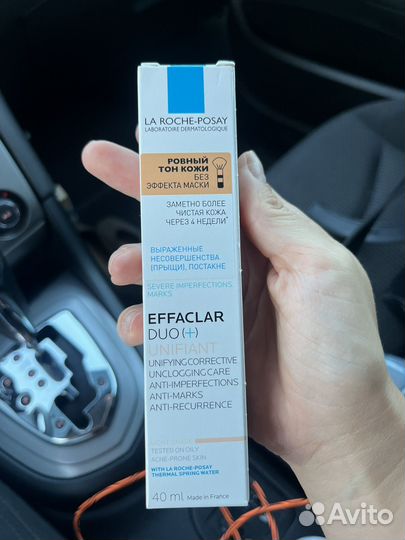 LA ROCHE-POSAY
LABORATOIRE DERMATOLOGIQUE
РОВНЫЙ
ТОН КОЖИ
БЕЗ
ЭФФЕКТА МАСКИ
ЗАМЕТНО БОЛЕЕ
ЧИСТАЯ КОЖА
ЧЕРЕЗ 4 НЕДЕЛИ*
ВЫРАЖЕННЫЕ
НЕСОВЕРШЕНСТВА
(ПРЫЩИ), ПОСТАКНЕ
SEVERE IMPERFECTIONS,
MARKS
EFFACLAR
DUO(+)
UNIFIANT
UNIFYING CORRECTIVE
UNCLOGGING CARE
ANTI-IMPERFECTIONS
ANTI-MARKS
ANTI-RECURRENCE
LIGHT SHADE
TESTED ON OILY
ACNE-PRONE SKIN
WITH LA ROCHE-POSAY
THERMAL SPRING WATER
40 ml Made in France
Avito